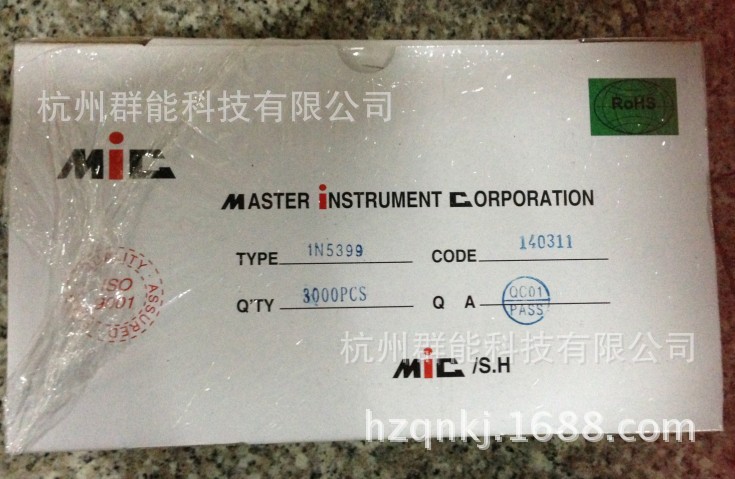 杭州群能科技有限公司
RoHS
MiC
MASTER INSTRUMENT CORPORATION
TYPE 1N5399 CODE 140311
QUALITY ASSURED
ISO
9001
Q'TY 3000PCS Q A QC01
PASS
杭州群能科技有限公司
MiC /S.H
hzqnkj.1688.com